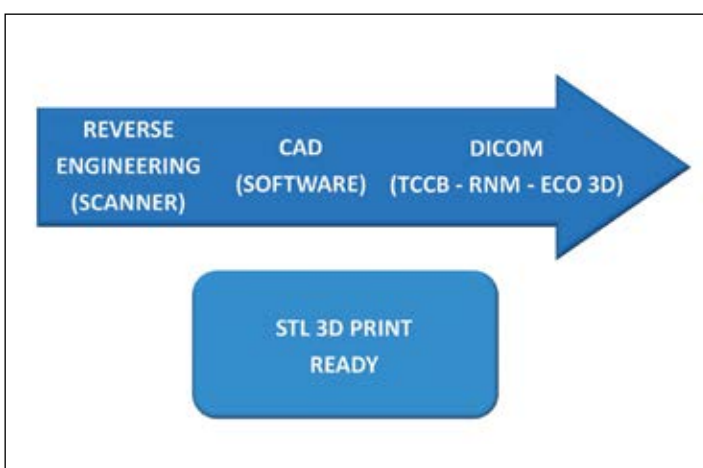 REVERSE
ENGINEERING
(SCANNER)
CAD
(SOFTWARE)
DICOM
(TCCB - RNM - ECO 3D)
STL 3D PRINT
READY